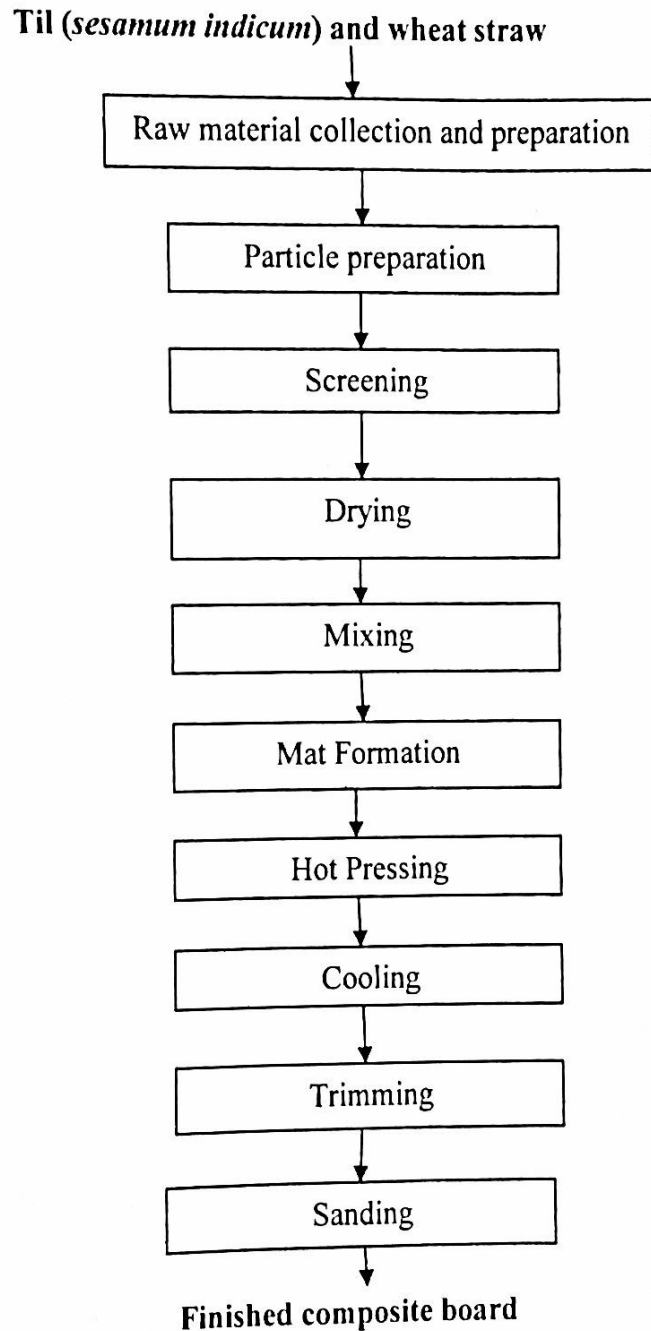 Til (sesamum indicum) and wheat straw
Raw material collection and preparation
Particle preparation
Screening
Drying
Mixing
Mat Formation
Hot Pressing
Cooling
Trimming
Sanding
Finished composite board